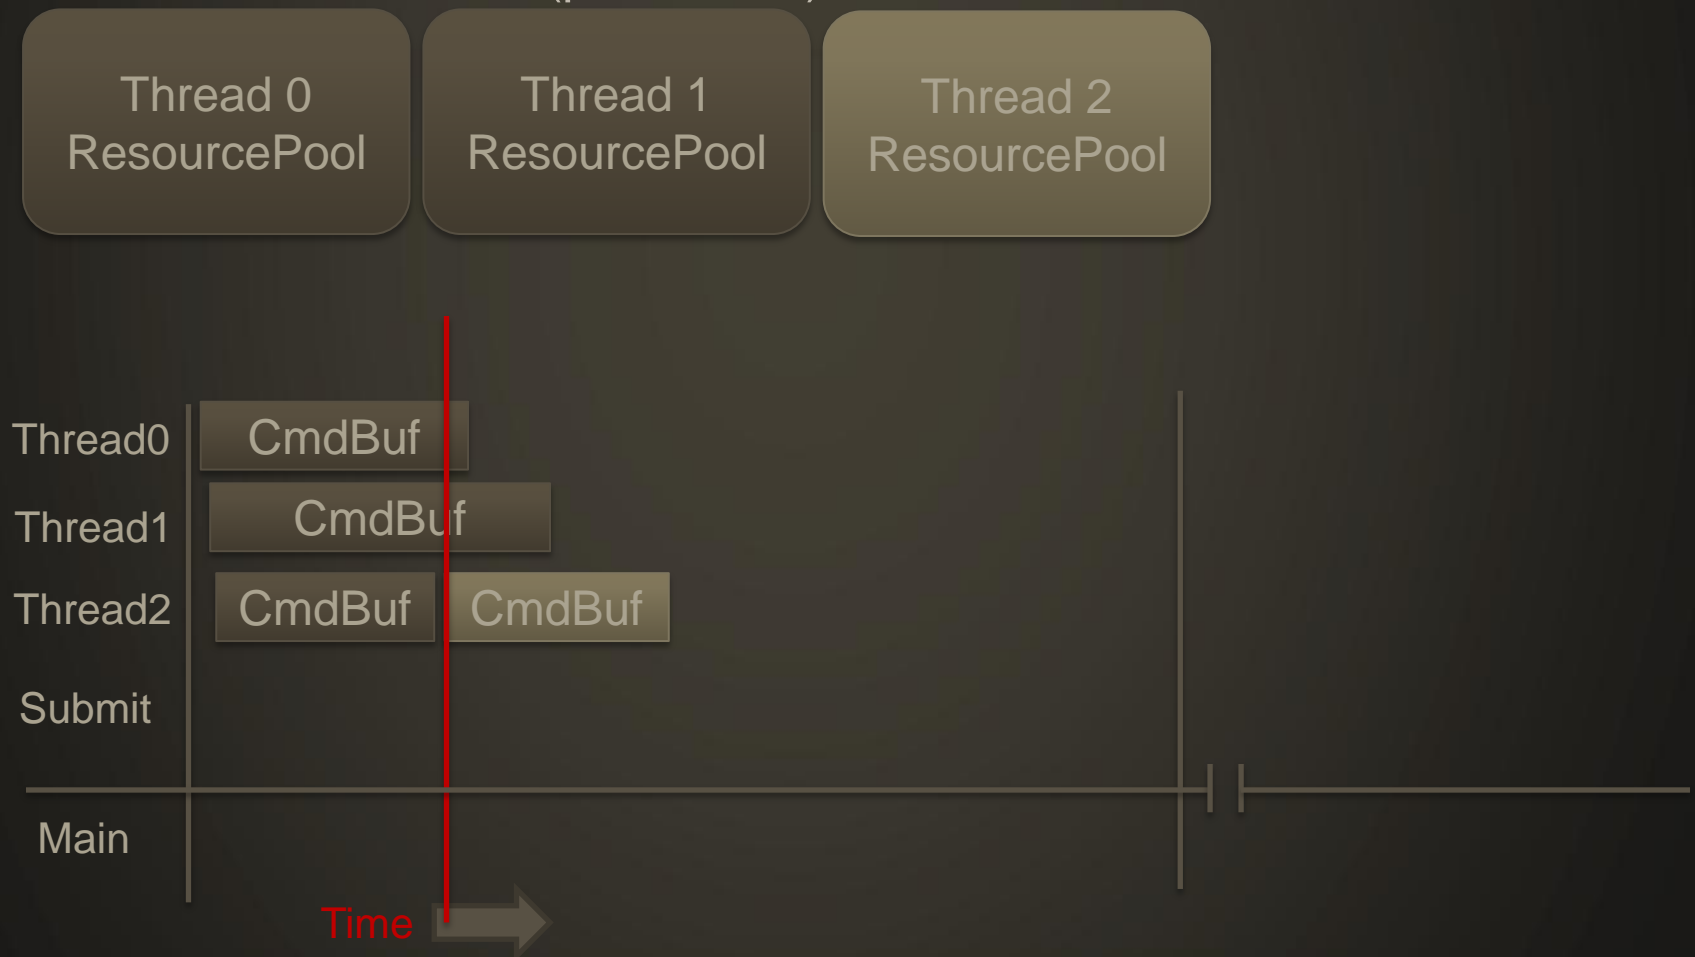 Thread 0
ResourcePool
Thread 1
ResourcePool
Thread 2
ResourcePool
Thread0
CmdBuf
Thread1
CmdBuf
Thread2
CmdBuf
CmdBuf
Submit
Main
Time